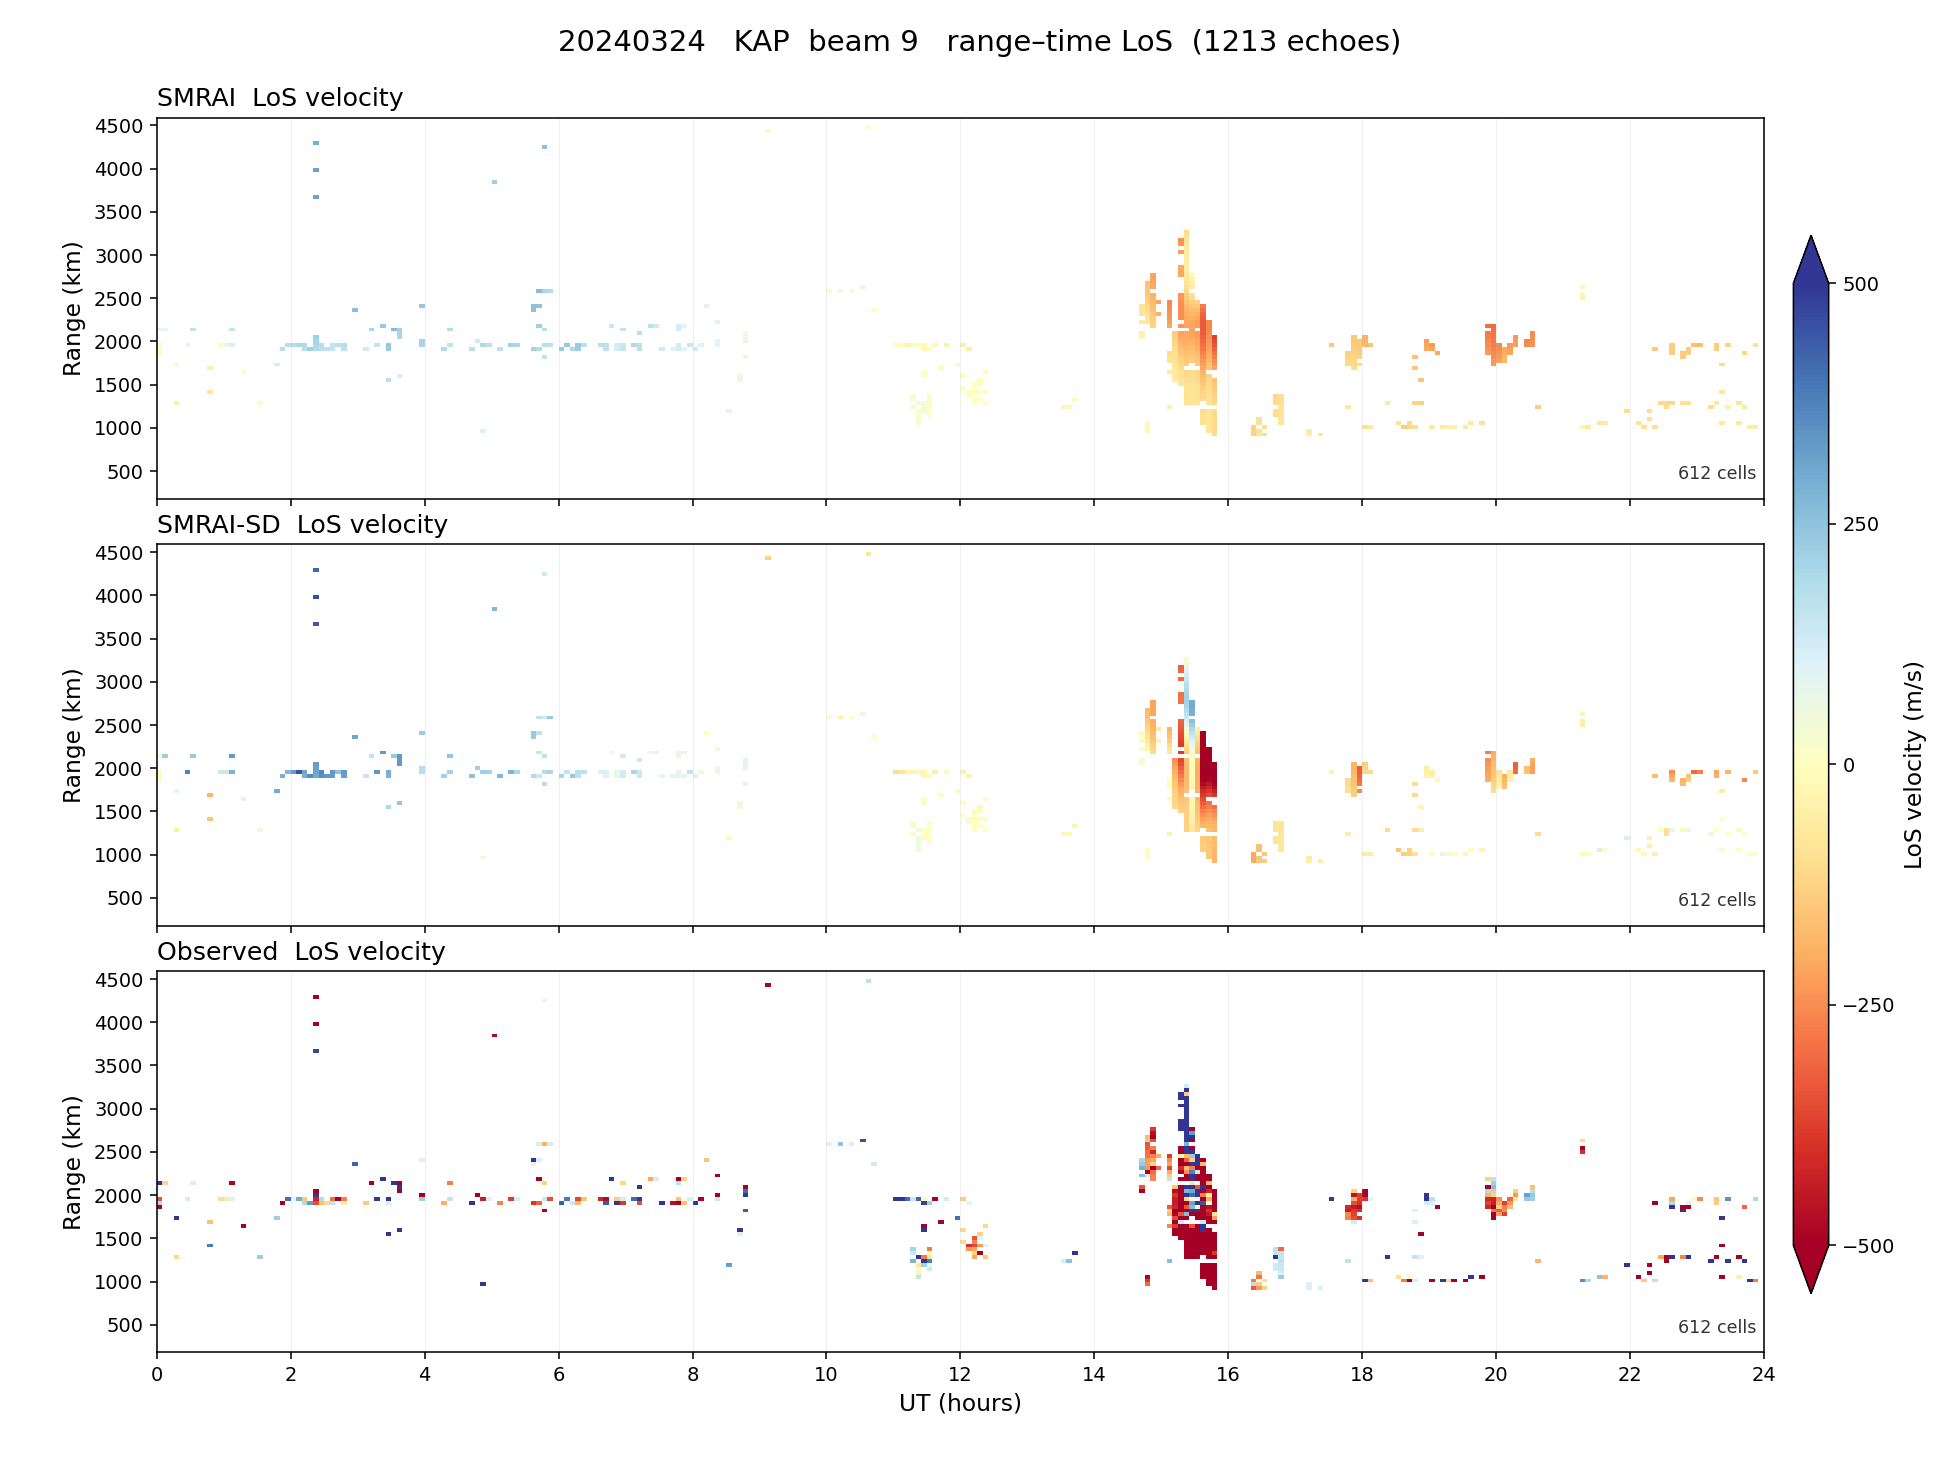 20240324   KAP  beam 9   range–time LoS  (1213 echoes)
SMRAI  LoS velocity
4500
4000
3500
3000
2500
2000
1500
1000
500
Range (km)
612 cells
SMRAI-SD  LoS velocity
4500
4000
3500
3000
2500
2000
1500
1000
500
Range (km)
612 cells
Observed  LoS velocity
4500
4000
3500
3000
2500
2000
1500
1000
500
Range (km)
612 cells
0 2 4 6 8 10 12 14 16 18 20 22 24
UT (hours)
500
250
0
−250
−500
LoS velocity (m/s)